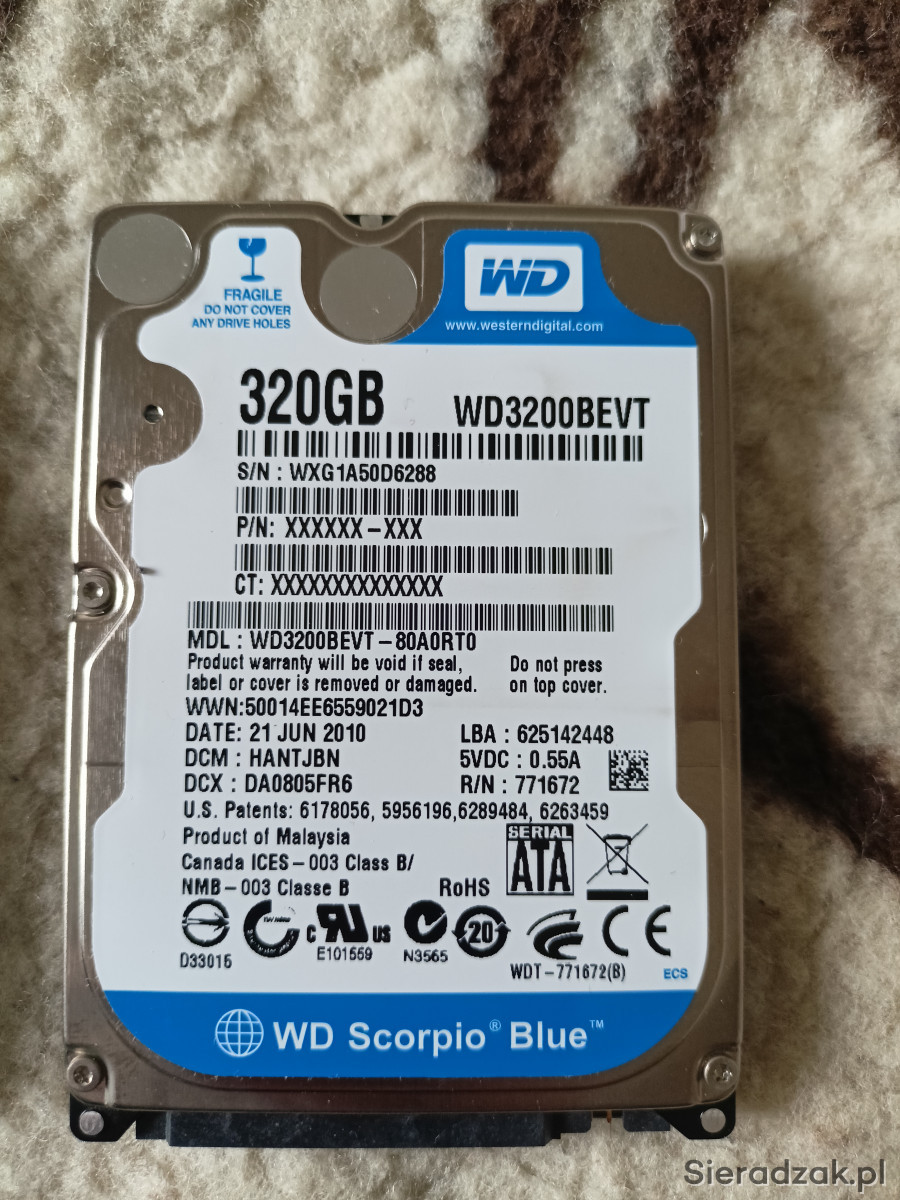 FRAGILE
DO NOT COVER
ANY DRIVE HOLES
WD
www.westerndigital.com
320GB WD3200BEVT
S/N : WXG1A50D6288
P/N: XXXXXX-XXX
CT: XXXXXXXXXXXXXX
MDL : WD3200BEVT-80A0RT0
Product warranty will be void if seal, Do not press
label or cover is removed or damaged. on top cover.
WWN:50014EE6559021D3
DATE: 21 JUN 2010 LBA : 625142448
DCM : HANTJBN 5VDC : 0.55A
DCX : DA0805FR6 R/N : 771672
U.S. Patents: 6178056, 5956196,6289484, 6263459
Product of Malaysia SERIAL
Canada ICES-003 Class B/ ATA
NMB-003 Classe B RoHS
c RU US 20 CE
D33015 E101559 N3565 WDT-771672(B) ECS
WD Scorpio® Blue™
Sieradzak.pl